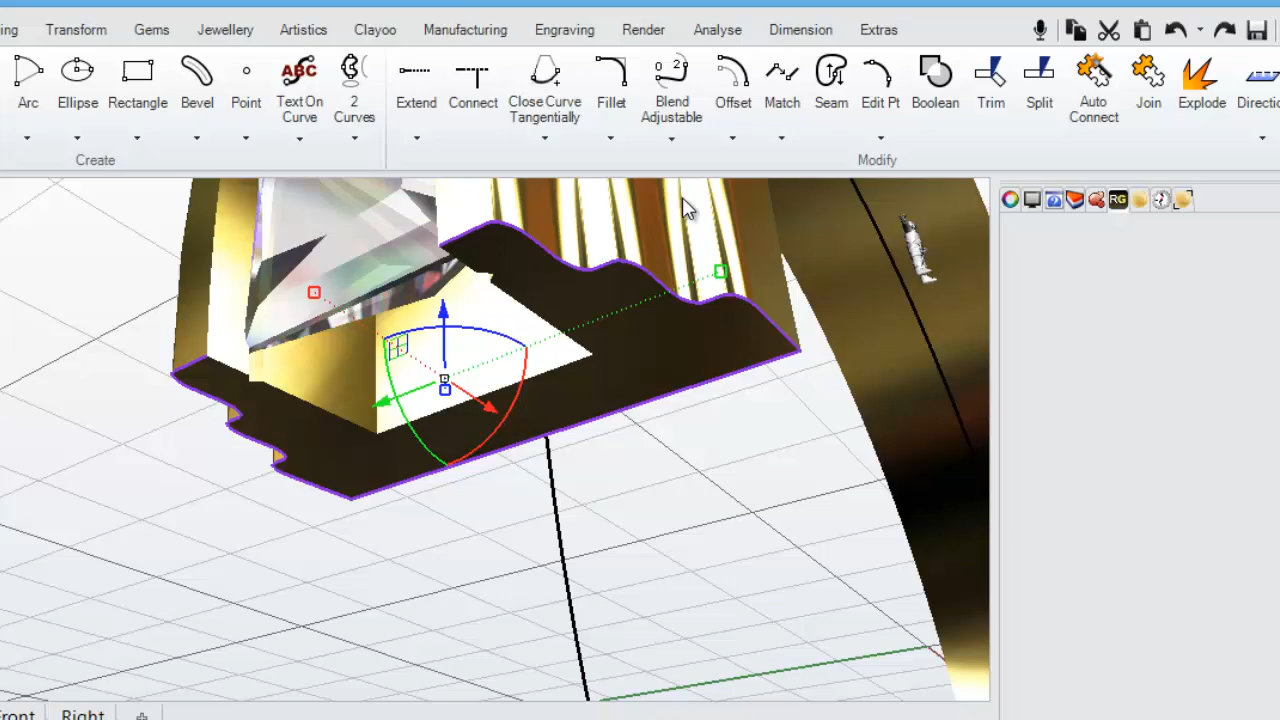 ing Transform Gems Jewellery Artistics Clayoo Manufacturing Engraving Render Analyse Dimension Extras
ABC 0 2
Arc Ellipse Rectangle Bevel Point Text On Curve 2 Curves Extend Connect Close Curve Tangentially Fillet Blend Adjustable Offset Match Seam Edit Pt Boolean Trim Split Auto Connect Join Explode Directi
Create Modify
RG
Front Right